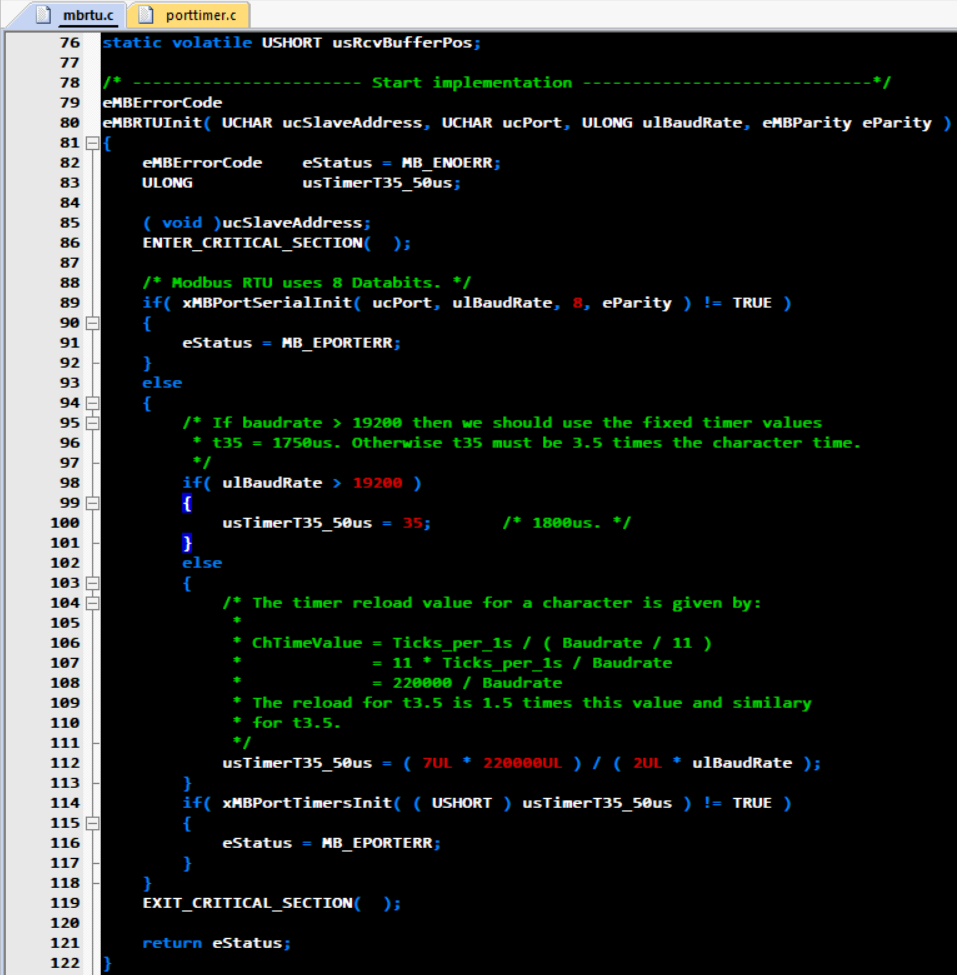 mbrtu.c porttimer.c
76 static volatile USHORT usRcvBufferPos;
77
78 /* ----------------------- Start implementation -----------------------------*/
79 eMBErrorCode
80 eMBRTUInit( UCHAR ucSlaveAddress, UCHAR ucPort, ULONG ulBaudRate, eMBParity eParity )
81 {
82     eMBErrorCode    eStatus = MB_ENOERR;
83     ULONG           usTimerT35_50us;
84
85     ( void )ucSlaveAddress;
86     ENTER_CRITICAL_SECTION(  );
87
88     /* Modbus RTU uses 8 Databits. */
89     if( xMBPortSerialInit( ucPort, ulBaudRate, 8, eParity ) != TRUE )
90     {
91         eStatus = MB_EPORTERR;
92     }
93     else
94     {
95         /* If baudrate > 19200 then we should use the fixed timer values
96          * t35 = 1750us. Otherwise t35 must be 3.5 times the character time.
97          */
98         if( ulBaudRate > 19200 )
99         {
100             usTimerT35_50us = 35;       /* 1800us. */
101         }
102         else
103         {
104             /* The timer reload value for a character is given by:
105              *
106              * ChTimeValue = Ticks_per_1s / ( Baudrate / 11 )
107              *             = 11 * Ticks_per_1s / Baudrate
108              *             = 220000 / Baudrate
109              * The reload for t3.5 is 1.5 times this value and similary
110              * for t3.5.
111              */
112             usTimerT35_50us = ( 7UL * 220000UL ) / ( 2UL * ulBaudRate );
113         }
114         if( xMBPortTimersInit( ( USHORT ) usTimerT35_50us ) != TRUE )
115         {
116             eStatus = MB_EPORTERR;
117         }
118     }
119     EXIT_CRITICAL_SECTION(  );
120
121     return eStatus;
122 }